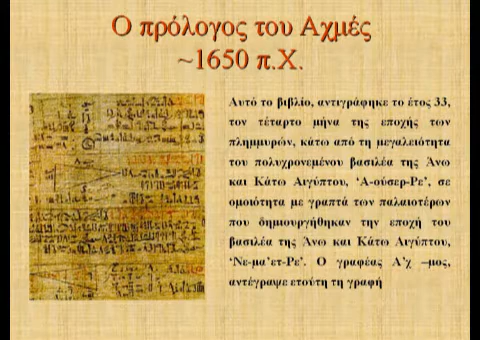 Ο πρόλογος του Αχμές
~1650 π.Χ.
Αυτό το βιβλίο, αντιγράφηκε το έτος 33,
τον τέταρτο μήνα της εποχής των
πλημμυρών, κάτω από τη μεγαλειότητα
του πολυχρονεμένου βασιλέα της Άνω
και Κάτω Αιγύπτου, ‘Α-ούσερ-Ρε’, σε
ομοιότητα με γραπτά των παλαιοτέρων
που δημιουργήθηκαν την εποχή του
βασιλέα της Άνω και Κάτω Αιγύπτου,
‘Νε-μα’ετ-Ρε’. Ο γραφέας Α’χ –μος,
αντέγραψε ετούτη τη γραφή